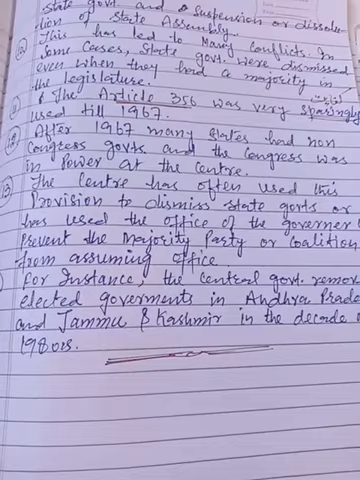 State govt and a Suspension or dissolu
-tion of State Assembly.
This has led to Many Conflicts. In
Some Cases, State govt. were dismissed
even when they had a majority in
the legislature.
The Article 356 was very sparingly
used till 1967.
After 1967 many states had non
Congress govts and the Congress was
in Power at the Centre.
The Centre has often used this
Provision to dismiss state govts or
has used the office of the governer
Prevent the Majority Party or Coalition
from assuming office
For Instance, the central govt. remov
elected goverments in Andhra Prade
and Jammu & Kashmir in the decade
1980s.